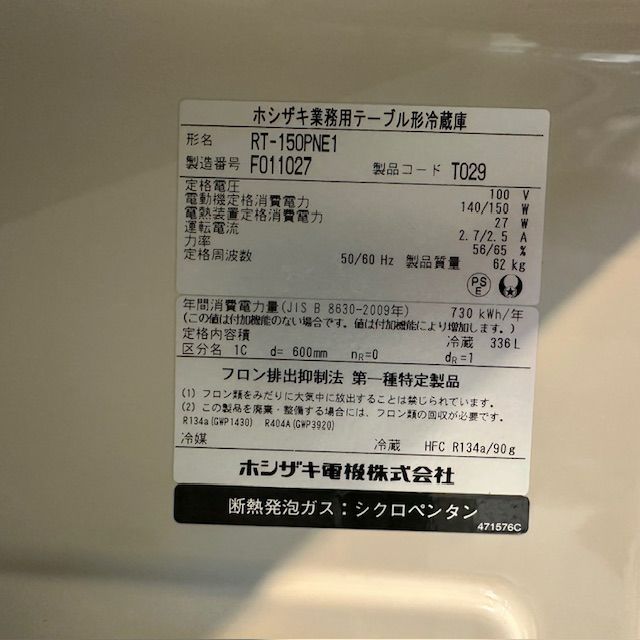 ホシザキ業務用テーブル形冷蔵庫
形名 RT-150PNE1
製造番号 F011027 製品コード T029
定格電圧 100 V
電動機定格消費電力 140/150 W
電熱装置定格消費電力 27 W
運転電流 2.7/2.5 A
力率 56/65 %
定格周波数 50/60 Hz 製品質量 62 kg
PSE
年間消費電力量(JIS B 8630-2009年) 730 kWh/年
(この値は付加機能のない場合です。値は付加機能により増加します。)
定格内容積 冷蔵 336 L
区分名 1C d= 600mm nR=0 dR=1
フロン排出抑制法 第一種特定製品
(1) フロン類をみだりに大気中に放出することは禁じられています。
(2) この製品を廃棄・整備する場合には、フロン類の回収が必要です。
R134a(GWP1430) R404A(GWP3920)
冷媒 冷蔵 HFC R134a/90g
ホシザキ電機株式会社
断熱発泡ガス：シクロペンタン
471576C